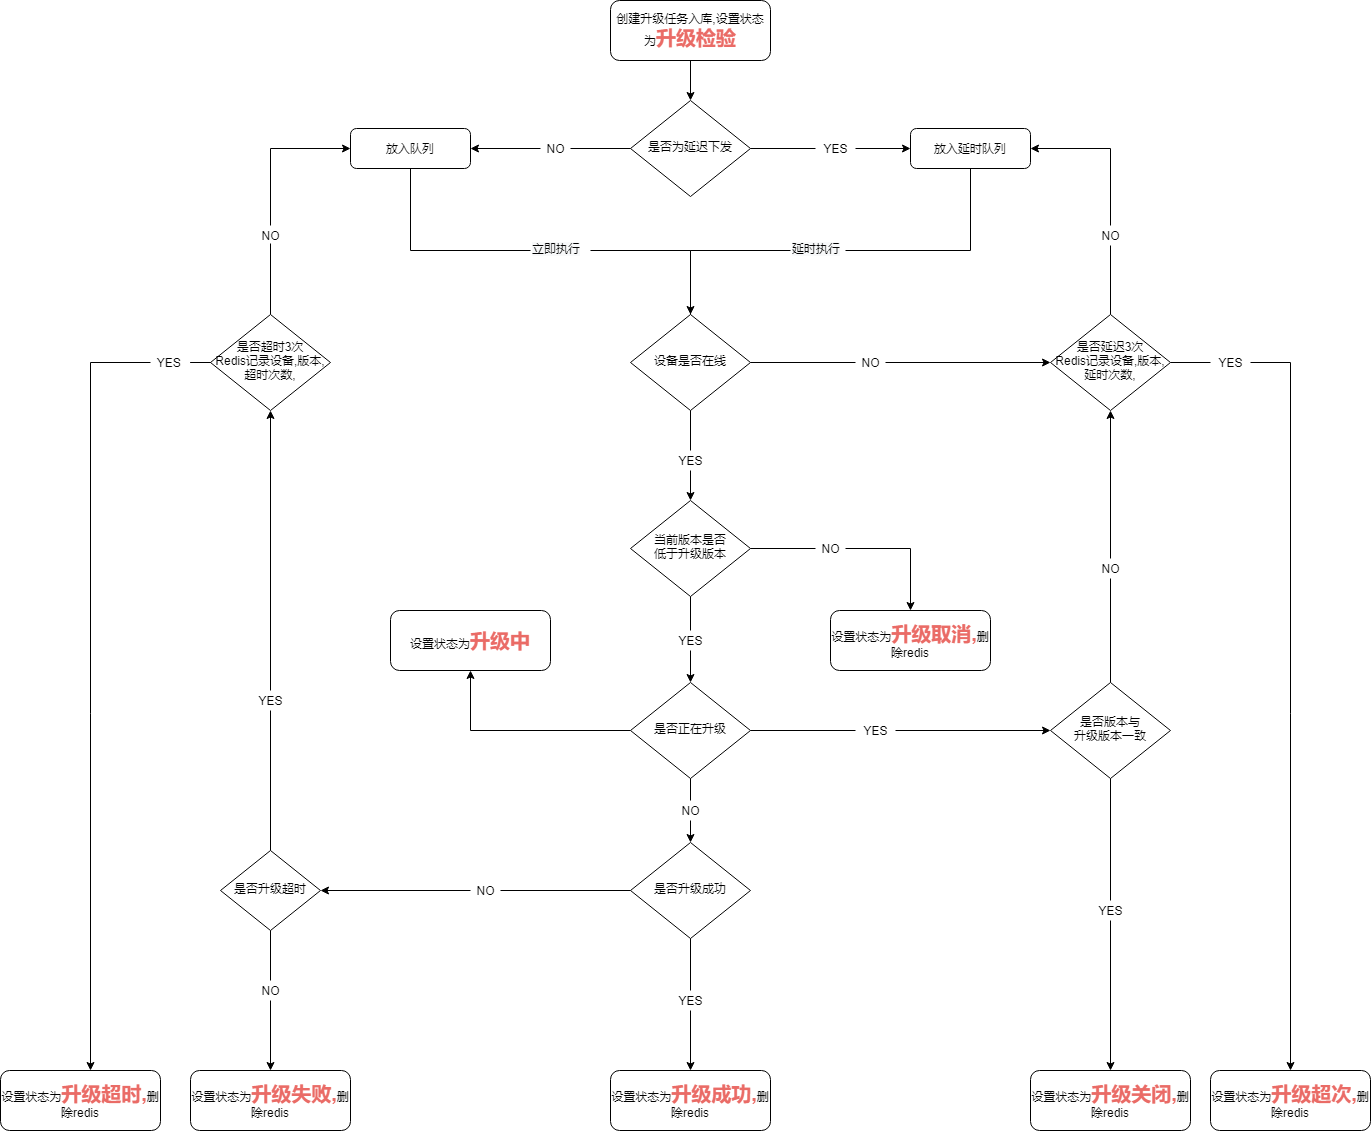 创建升级任务入库,设置状态
为升级检验
是否为延迟下发
NO
YES
放入队列
放入延时队列
NO
NO
立即执行
延时执行
是否超时3次
Redis记录设备,版本,
超时次数,
YES
设备是否在线
NO
是否延迟3次
Redis记录设备,版本,
延时次数,
YES
YES
当前版本是否
低于升级版本
NO
NO
设置状态为升级中
YES
设置状态为升级取消,删
除redis
YES
是否正在升级
YES
是否版本与
升级版本一致
NO
是否升级超时
NO
是否升级成功
YES
NO
YES
设置状态为升级超时,删
除redis
设置状态为升级失败,删
除redis
设置状态为升级成功,删
除redis
设置状态为升级关闭,删
除redis
设置状态为升级超次,删
除redis